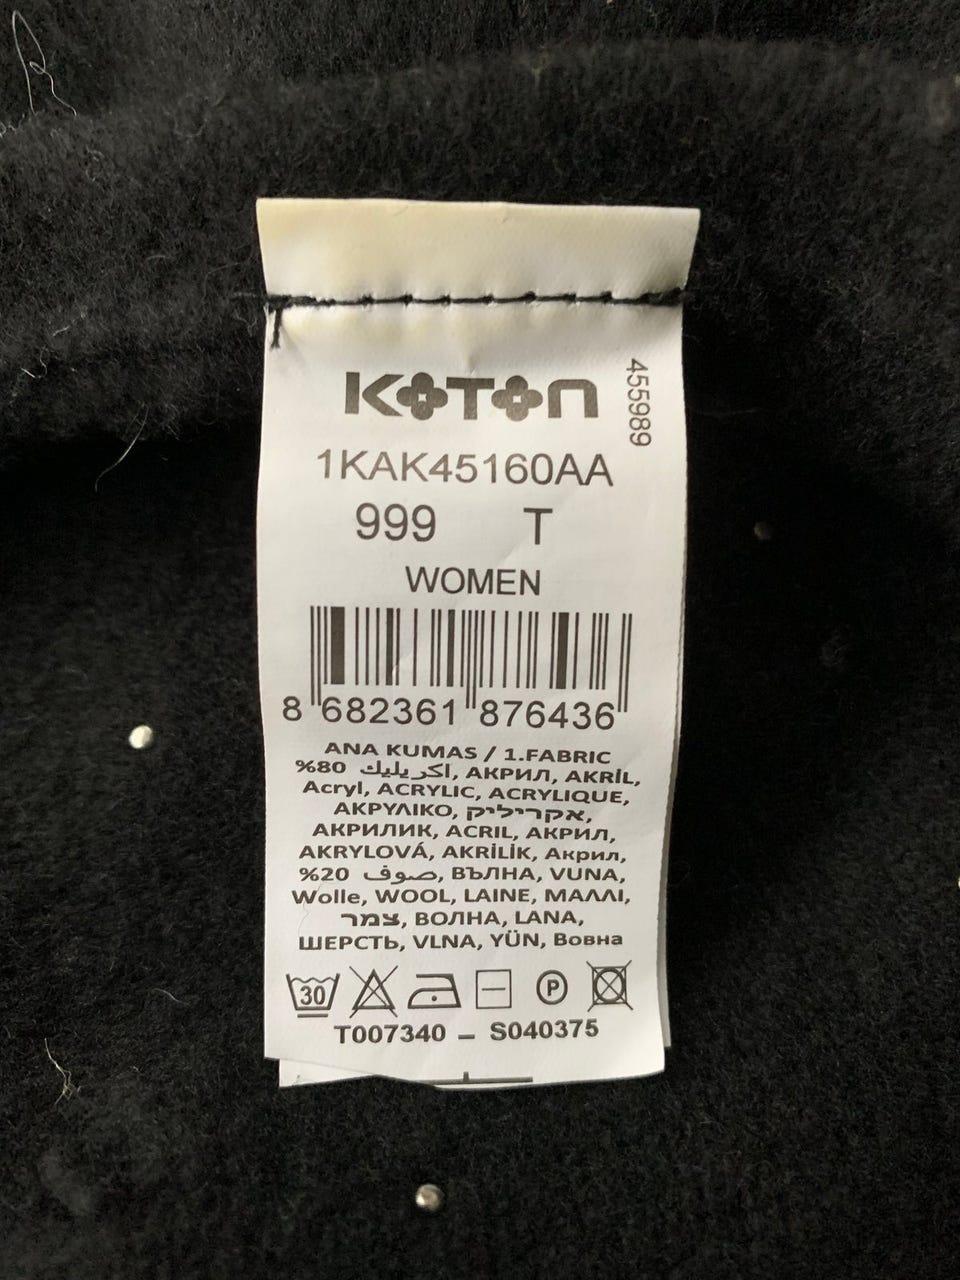 KOTON
455989
1KAK45160AA
999 T
WOMEN
8 682361 876436
ANA KUMAS / 1.FABRIC
%80 اكريليك, АКРИЛ, AKRİL,
Acryl, ACRYLIC, ACRYLIQUE,
ΑΚΡΥΛΙΚΟ, אקריליק,
АКРИЛИК, ACRIL, АКРИЛ,
AKRYLOVÁ, AKRİLİK, Акрил,
%20 صوف, ВЪЛНА, VUNA,
Wolle, WOOL, LAINE, ΜΑΛΛΙ,
צמר, ВОЛНА, LANA,
ШЕРСТЬ, VLNA, YÜN, Вовна
30 P
T007340 – S040375